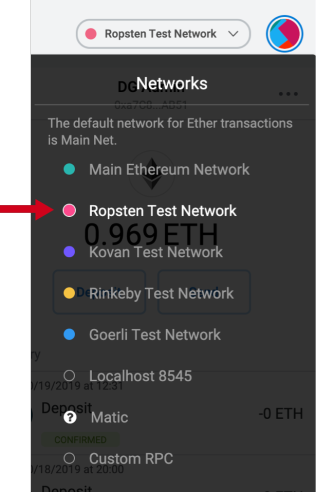 Ropsten Test Network
Networks
The default network for Ether transactions
is Main Net.
Main Ethereum Network
Ropsten Test Network
0.969 ETH
Kovan Test Network
Rinkeby Test Network
Goerli Test Network
Localhost 8545
/19/2019 at 12:31
? Matic
Deposit
-0 ETH
CONFIRMED
Custom RPC
/18/2019 at 20:00
Deposit